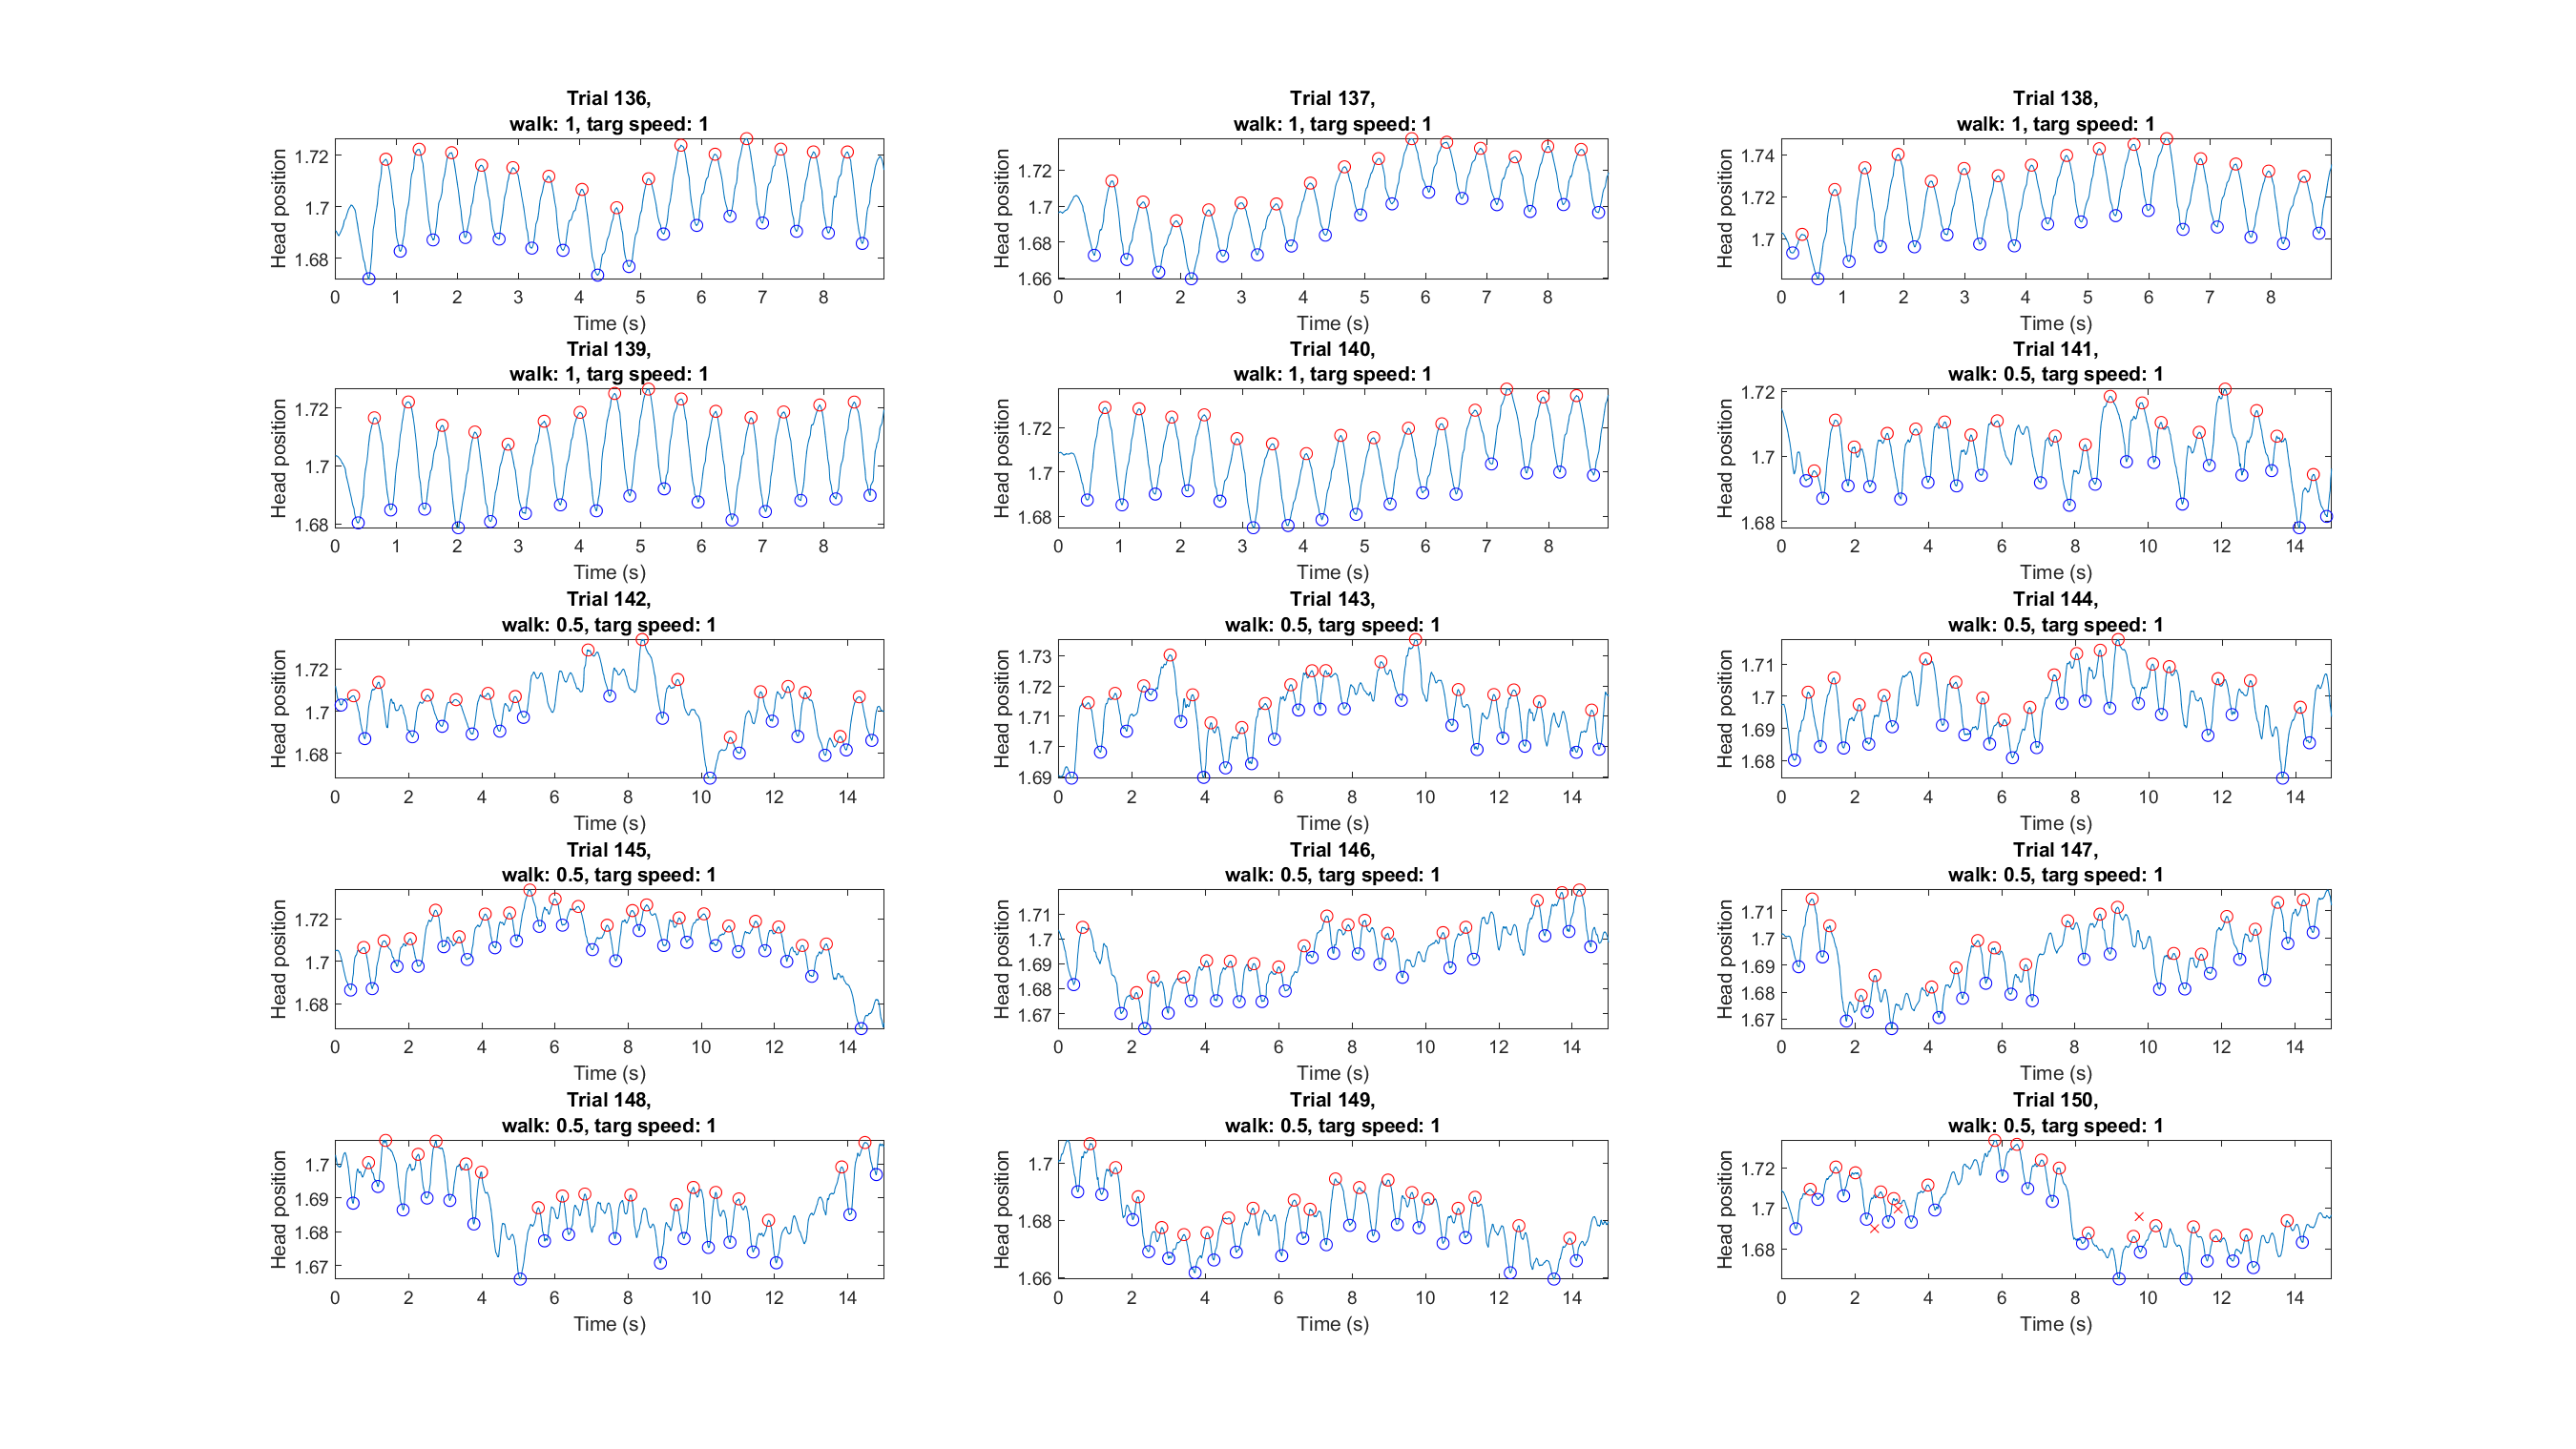 Trial 136,
walk: 1, targ speed: 1
Head position
1.72
1.7
1.68
0 1 2 3 4 5 6 7 8
Time (s)
Trial 137,
walk: 1, targ speed: 1
Head position
1.72
1.7
1.68
1.66
0 1 2 3 4 5 6 7 8
Time (s)
Trial 138,
walk: 1, targ speed: 1
Head position
1.74
1.72
1.7
0 1 2 3 4 5 6 7 8
Time (s)
Trial 139,
walk: 1, targ speed: 1
Head position
1.72
1.7
1.68
0 1 2 3 4 5 6 7 8
Time (s)
Trial 140,
walk: 1, targ speed: 1
Head position
1.72
1.7
1.68
0 1 2 3 4 5 6 7 8
Time (s)
Trial 141,
walk: 0.5, targ speed: 1
Head position
1.72
1.7
1.68
0 2 4 6 8 10 12 14
Time (s)
Trial 142,
walk: 0.5, targ speed: 1
Head position
1.72
1.7
1.68
0 2 4 6 8 10 12 14
Time (s)
Trial 143,
walk: 0.5, targ speed: 1
Head position
1.73
1.72
1.71
1.7
1.69
0 2 4 6 8 10 12 14
Time (s)
Trial 144,
walk: 0.5, targ speed: 1
Head position
1.71
1.7
1.69
1.68
0 2 4 6 8 10 12 14
Time (s)
Trial 145,
walk: 0.5, targ speed: 1
Head position
1.72
1.7
1.68
0 2 4 6 8 10 12 14
Time (s)
Trial 146,
walk: 0.5, targ speed: 1
Head position
1.71
1.7
1.69
1.68
1.67
0 2 4 6 8 10 12 14
Time (s)
Trial 147,
walk: 0.5, targ speed: 1
Head position
1.71
1.7
1.69
1.68
1.67
0 2 4 6 8 10 12 14
Time (s)
Trial 148,
walk: 0.5, targ speed: 1
Head position
1.7
1.69
1.68
1.67
0 2 4 6 8 10 12 14
Time (s)
Trial 149,
walk: 0.5, targ speed: 1
Head position
1.7
1.68
1.66
0 2 4 6 8 10 12 14
Time (s)
Trial 150,
walk: 0.5, targ speed: 1
Head position
1.72
1.7
1.68
0 2 4 6 8 10 12 14
Time (s)